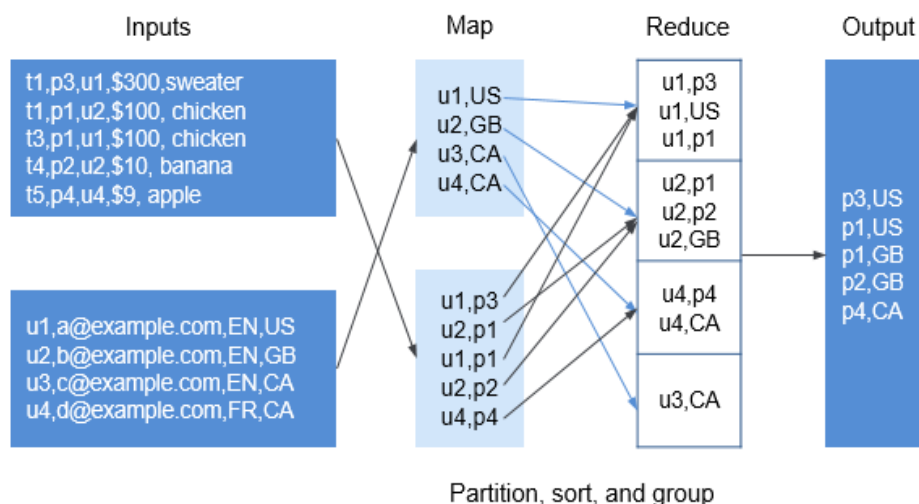 Inputs
Map
Reduce
Output
t1,p3,u1,$300,sweater
t1,p1,u2,$100, chicken
t3,p1,u1,$100, chicken
t4,p2,u2,$10, banana
t5,p4,u4,$9, apple
u1,a@example.com,EN,US
u2,b@example.com,EN,GB
u3,c@example.com,EN,CA
u4,d@example.com,FR,CA
u1,US
u2,GB
u3,CA
u4,CA
u1,p3
u2,p1
u1,p1
u2,p2
u4,p4
u1,p3
u1,US
u1,p1
u2,p1
u2,p2
u2,GB
u4,p4
u4,CA
u3,CA
p3,US
p1,US
p1,GB
p2,GB
p4,CA
Partition, sort, and group